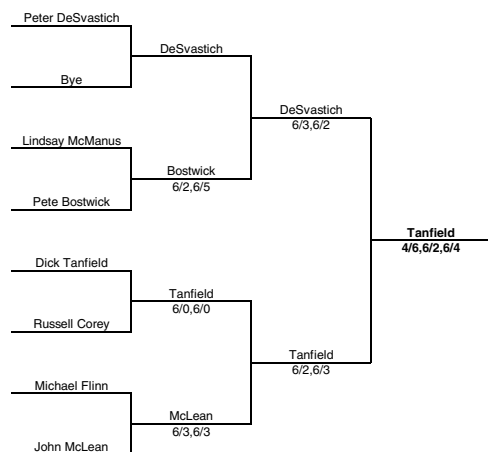 Peter DeSvastich
DeSvastich
Bye
DeSvastich
6/3,6/2
Lindsay McManus
Bostwick
6/2,6/5
Pete Bostwick
Tanfield
4/6,6/2,6/4
Dick Tanfield
Tanfield
6/0,6/0
Russell Corey
Tanfield
6/2,6/3
Michael Flinn
McLean
6/3,6/3
John McLean